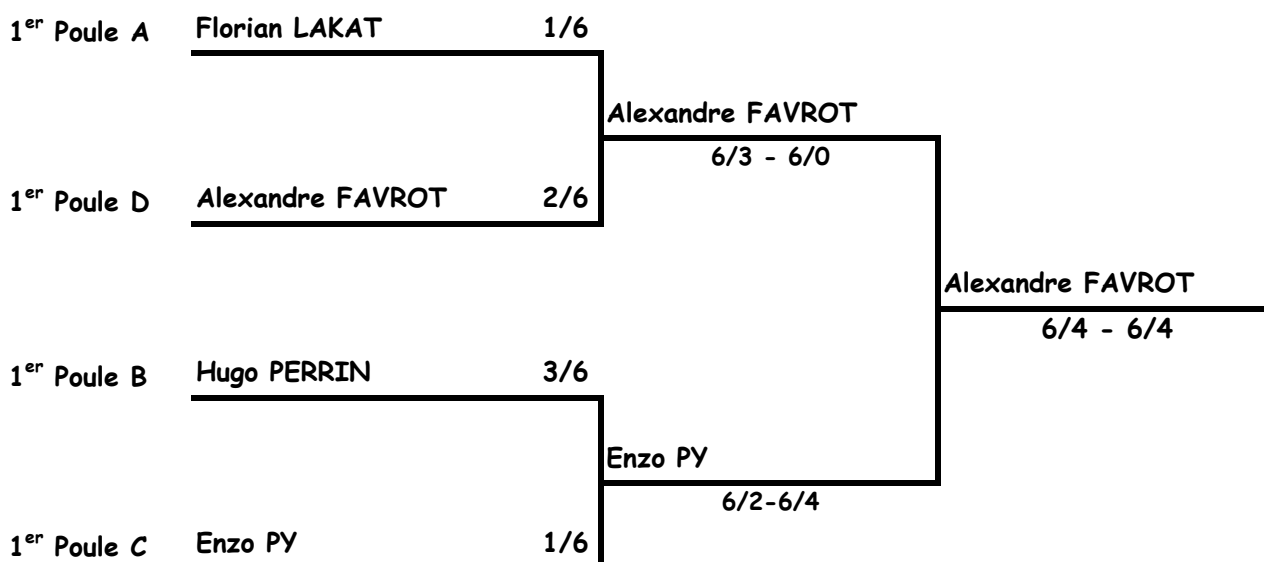 1er Poule A Florian LAKAT 1/6
Alexandre FAVROT
6/3 - 6/0
1er Poule D Alexandre FAVROT 2/6
Alexandre FAVROT
6/4 - 6/4
1er Poule B Hugo PERRIN 3/6
Enzo PY
6/2-6/4
1er Poule C Enzo PY 1/6